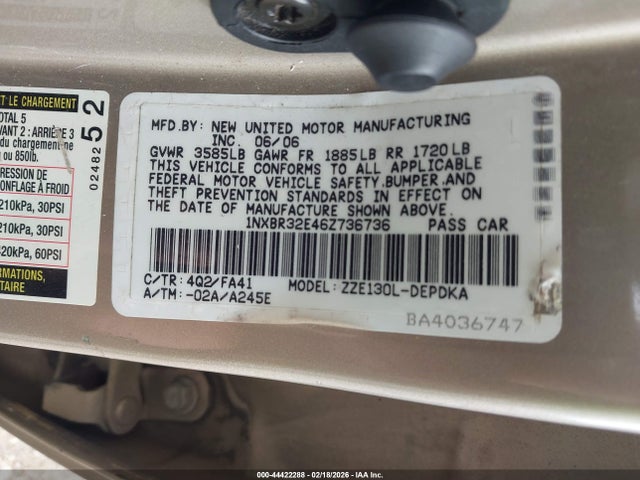 ET LE CHARGEMENT
TOTAL 5
VANT 2 : ARRIÈRE 3
du chargement
g ou 850lb.
PRESSION DE
ONFLAGE À FROID
210kPa, 30PSI
210kPa, 30PSI
420kPa, 60PSI
RMATIONS,
TAIRE
02482 52
MFD.BY: NEW UNITED MOTOR MANUFACTURING
INC. 06/06
GVWR 3585LB GAWR FR 1885LB RR 1720LB
THIS VEHICLE CONFORMS TO ALL APPLICABLE
FEDERAL MOTOR VEHICLE SAFETY,BUMPER,AND
THEFT PREVENTION STANDARDS IN EFFECT ON
THE DATE OF MANUFACTURE SHOWN ABOVE.
1NXBR32E46Z736736 PASS CAR
C/TR: 4Q2/FA41 MODEL: ZZE130L-DEPDKA
A/TM: -02A/A245E
BA4036747
000-44422288 - 02/18/2026 - IAA Inc.